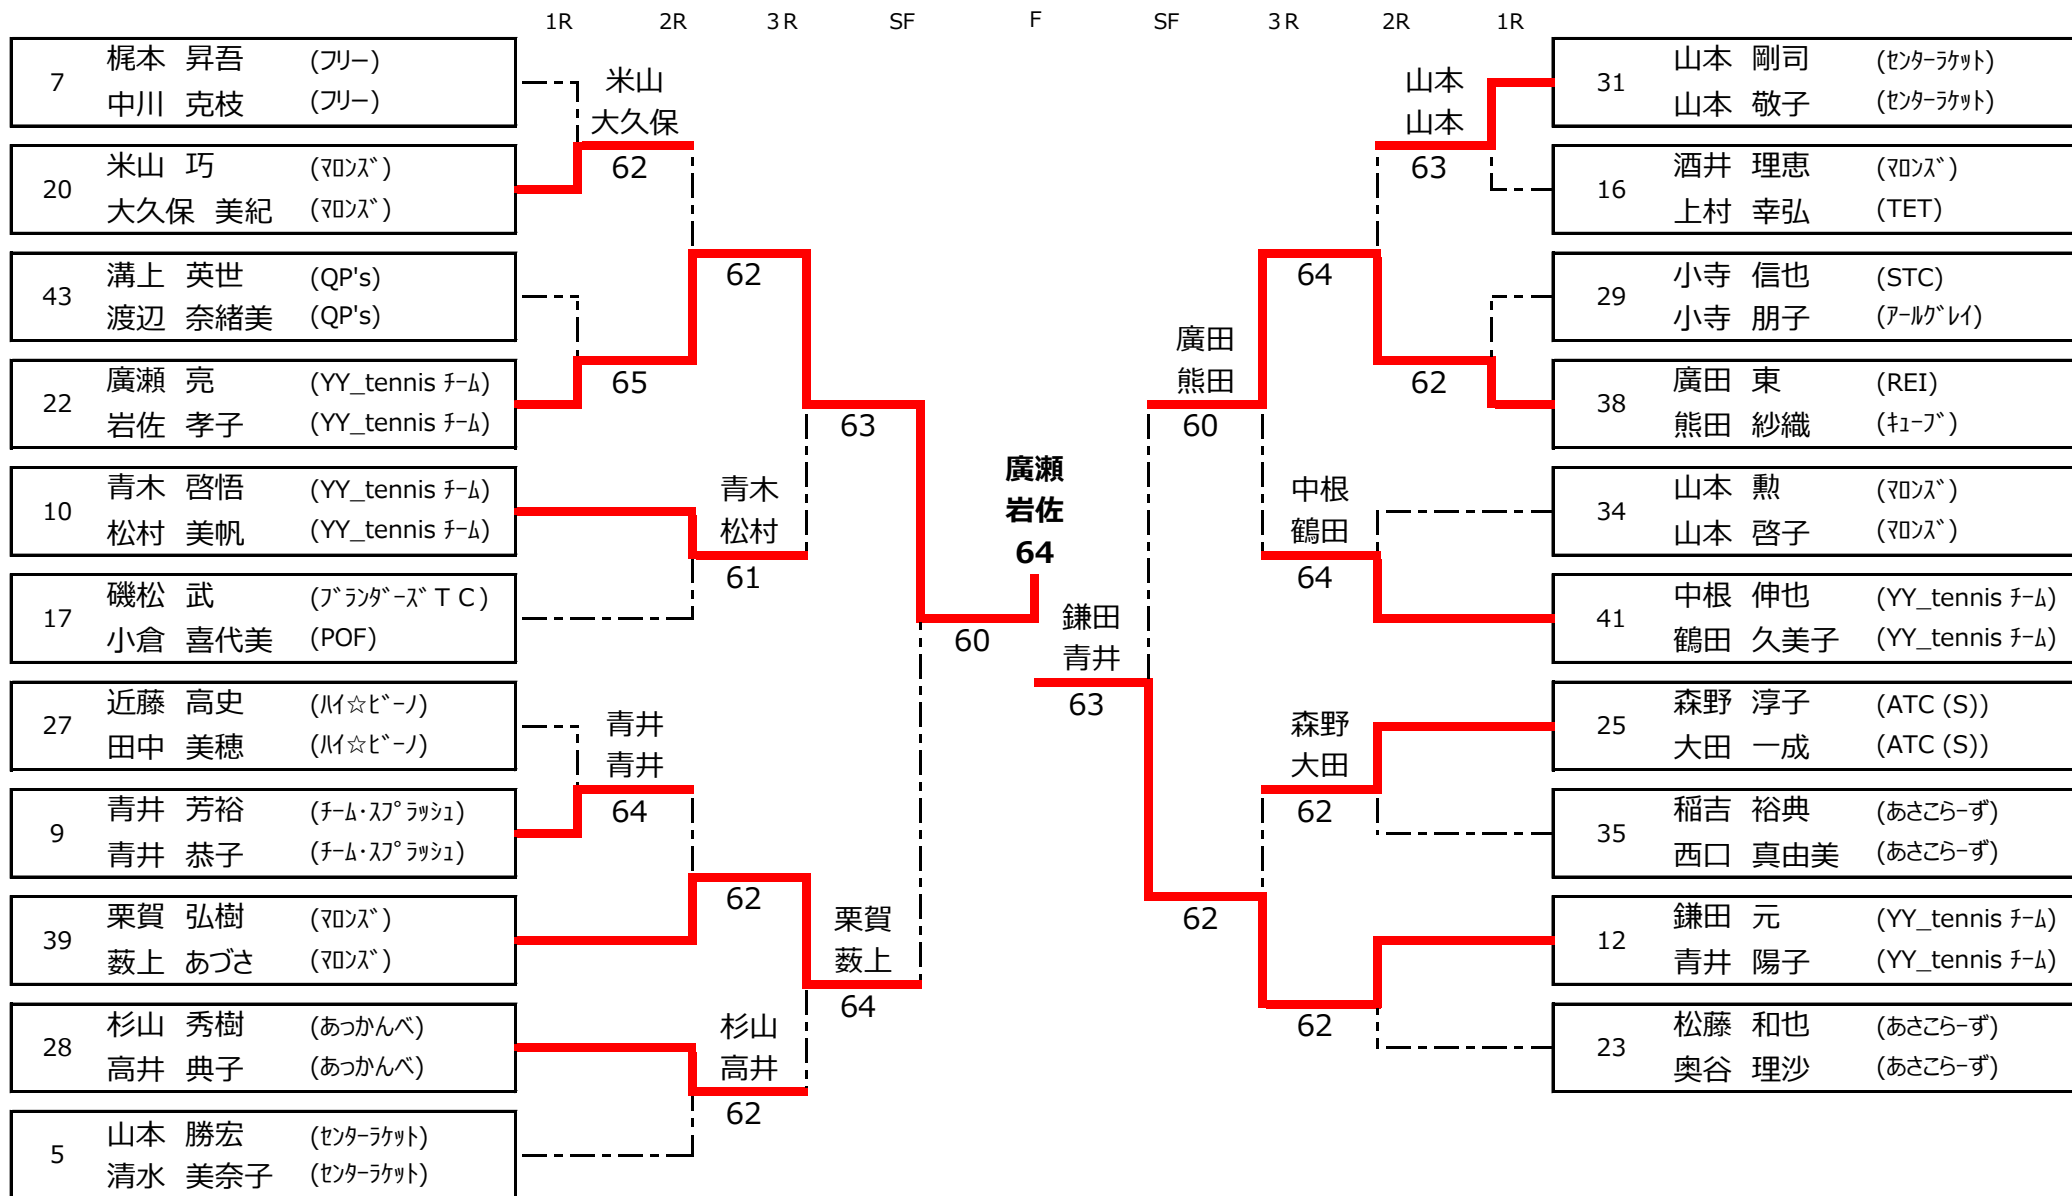 1R 2R 3R SF F SF 3R 2R 1R
7 梶本 昇吾 (フリー)
中川 克枝 (フリー)
20 米山 巧 (マロンズ)
大久保 美紀 (マロンズ)
43 溝上 英世 (QP's)
渡辺 奈緒美 (QP's)
22 廣瀬 亮 (YY_tennis チーム)
岩佐 孝子 (YY_tennis チーム)
10 青木 啓悟 (YY_tennis チーム)
松村 美帆 (YY_tennis チーム)
17 磯松 武 (ブランダーズTC)
小倉 喜代美 (POF)
27 近藤 高史 (ハイ☆ビーノ)
田中 美穂 (ハイ☆ビーノ)
9 青井 芳裕 (チーム・スプラッシュ)
青井 恭子 (チーム・スプラッシュ)
39 栗賀 弘樹 (マロンズ)
薮上 あづさ (マロンズ)
28 杉山 秀樹 (あっかんべ)
高井 典子 (あっかんべ)
5 山本 勝宏 (センターラケット)
清水 美奈子 (センターラケット)
米山
大久保
62
65
青井
青井
64
62
青木
松村
61
62
杉山
高井
62
63
栗賀
薮上
64
60
廣瀬
岩佐
64
鎌田
青井
63
廣田
熊田
60
62
64
中根
鶴田
64
森野
大田
62
62
山本
山本
63
62
31 山本 剛司 (センターラケット)
山本 敬子 (センターラケット)
16 酒井 理恵 (マロンズ)
上村 幸弘 (TET)
29 小寺 信也 (STC)
小寺 朋子 (アールグレイ)
38 廣田 東 (REI)
熊田 紗織 (キューブ)
34 山本 勲 (マロンズ)
山本 啓子 (マロンズ)
41 中根 伸也 (YY_tennis チーム)
鶴田 久美子 (YY_tennis チーム)
25 森野 淳子 (ATC (S))
大田 一成 (ATC (S))
35 稲吉 裕典 (あさこらーず)
西口 真由美 (あさこらーず)
12 鎌田 元 (YY_tennis チーム)
青井 陽子 (YY_tennis チーム)
23 松藤 和也 (あさこらーず)
奥谷 理沙 (あさこらーず)